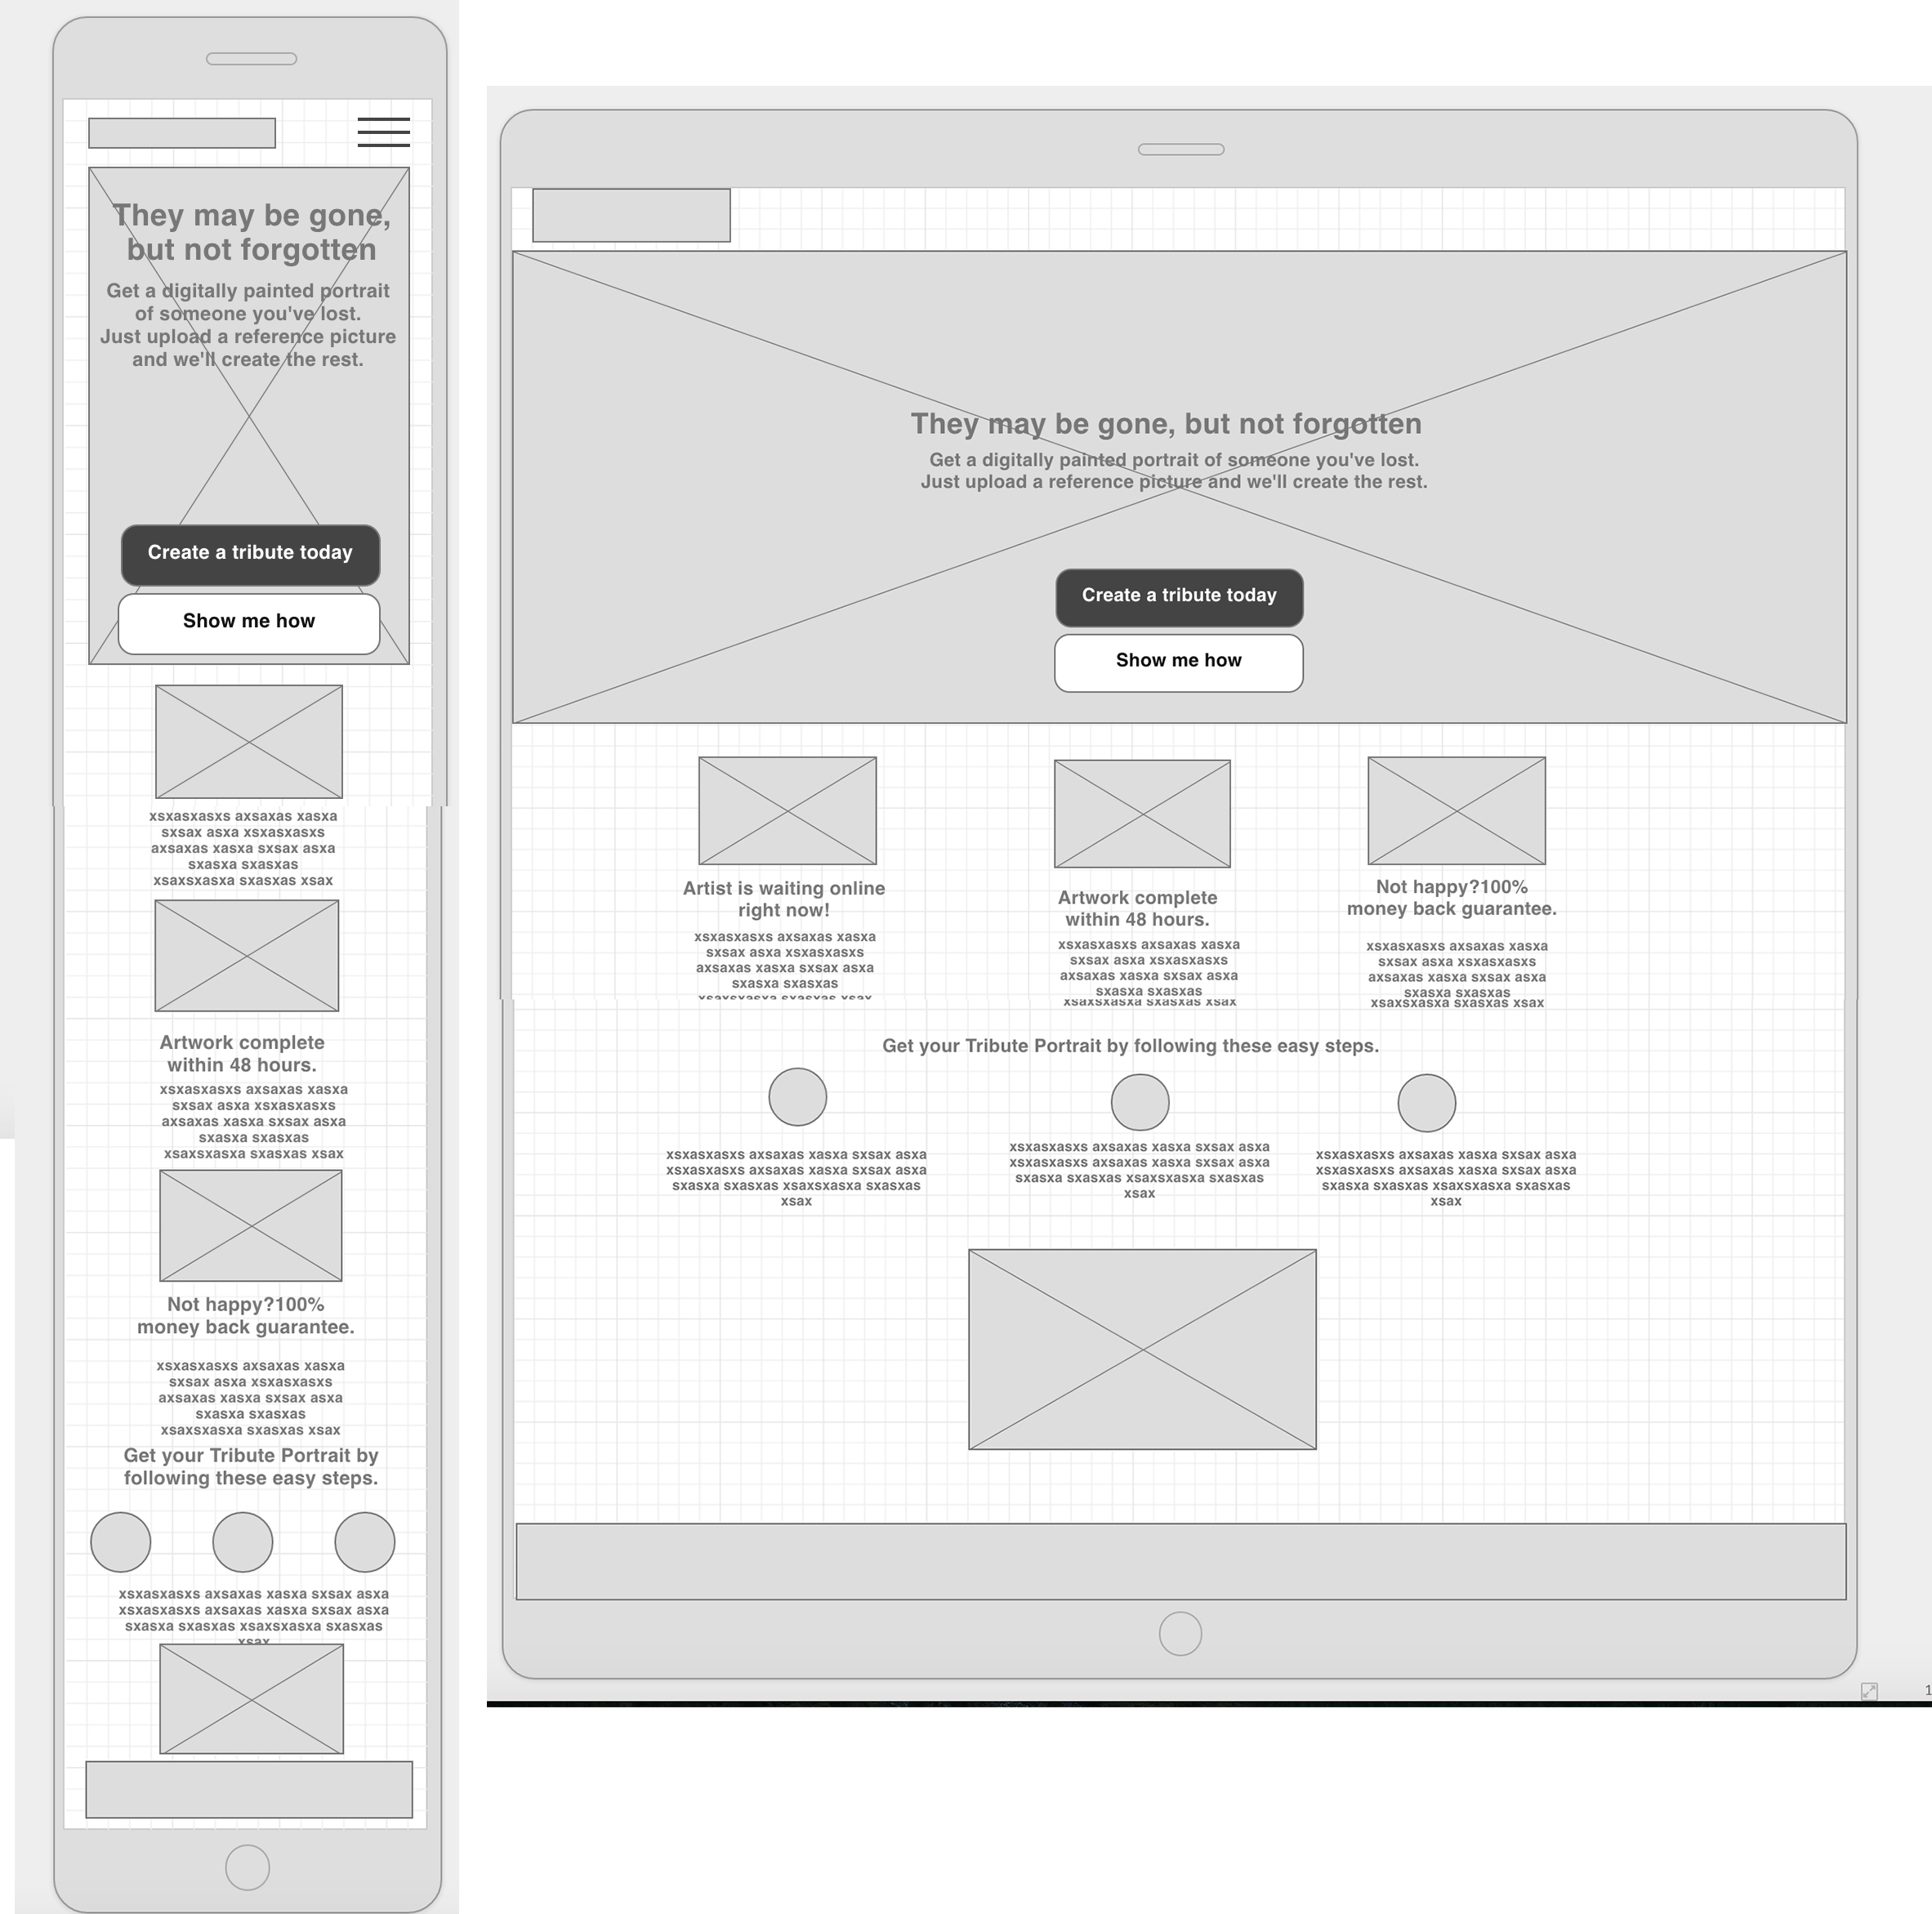 They may be gone,
but not forgotten
Get a digitally painted portrait
of someone you've lost.
Just upload a reference picture
and we'll create the rest.
Create a tribute today
Show me how
xsxasxasxs axsaxas xasxa
sxsax asxa xsxasxasxs
axsaxas xasxa sxsax asxa
sxasxa sxasxas
xsaxsxasxa sxasxas xsax
Artwork complete
within 48 hours.
xsxasxasxs axsaxas xasxa
sxsax asxa xsxasxasxs
axsaxas xasxa sxsax asxa
sxasxa sxasxas
xsaxsxasxa sxasxas xsax
Not happy?100%
money back guarantee.
xsxasxasxs axsaxas xasxa
sxsax asxa xsxasxasxs
axsaxas xasxa sxsax asxa
sxasxa sxasxas
xsaxsxasxa sxasxas xsax
Get your Tribute Portrait by
following these easy steps.
xsxasxasxs axsaxas xasxa sxsax asxa
xsxasxasxs axsaxas xasxa sxsax asxa
sxasxa sxasxas xsaxsxasxa sxasxas
xsax
They may be gone, but not forgotten
Get a digitally painted portrait of someone you've lost.
Just upload a reference picture and we'll create the rest.
Create a tribute today
Show me how
Artist is waiting online
right now!
xsxasxasxs axsaxas xasxa
sxsax asxa xsxasxasxs
axsaxas xasxa sxsax asxa
sxasxa sxasxas
xsaxsxasxa sxasxas xsax
Artwork complete
within 48 hours.
xsxasxasxs axsaxas xasxa
sxsax asxa xsxasxasxs
axsaxas xasxa sxsax asxa
sxasxa sxasxas
xsaxsxasxa sxasxas xsax
Not happy?100%
money back guarantee.
xsxasxasxs axsaxas xasxa
sxsax asxa xsxasxasxs
axsaxas xasxa sxsax asxa
sxasxa sxasxas
xsaxsxasxa sxasxas xsax
Get your Tribute Portrait by following these easy steps.
xsxasxasxs axsaxas xasxa sxsax asxa
xsxasxasxs axsaxas xasxa sxsax asxa
sxasxa sxasxas xsaxsxasxa sxasxas
xsax
xsxasxasxs axsaxas xasxa sxsax asxa
xsxasxasxs axsaxas xasxa sxsax asxa
sxasxa sxasxas xsaxsxasxa sxasxas
xsax
xsxasxasxs axsaxas xasxa sxsax asxa
xsxasxasxs axsaxas xasxa sxsax asxa
sxasxa sxasxas xsaxsxasxa sxasxas
xsax